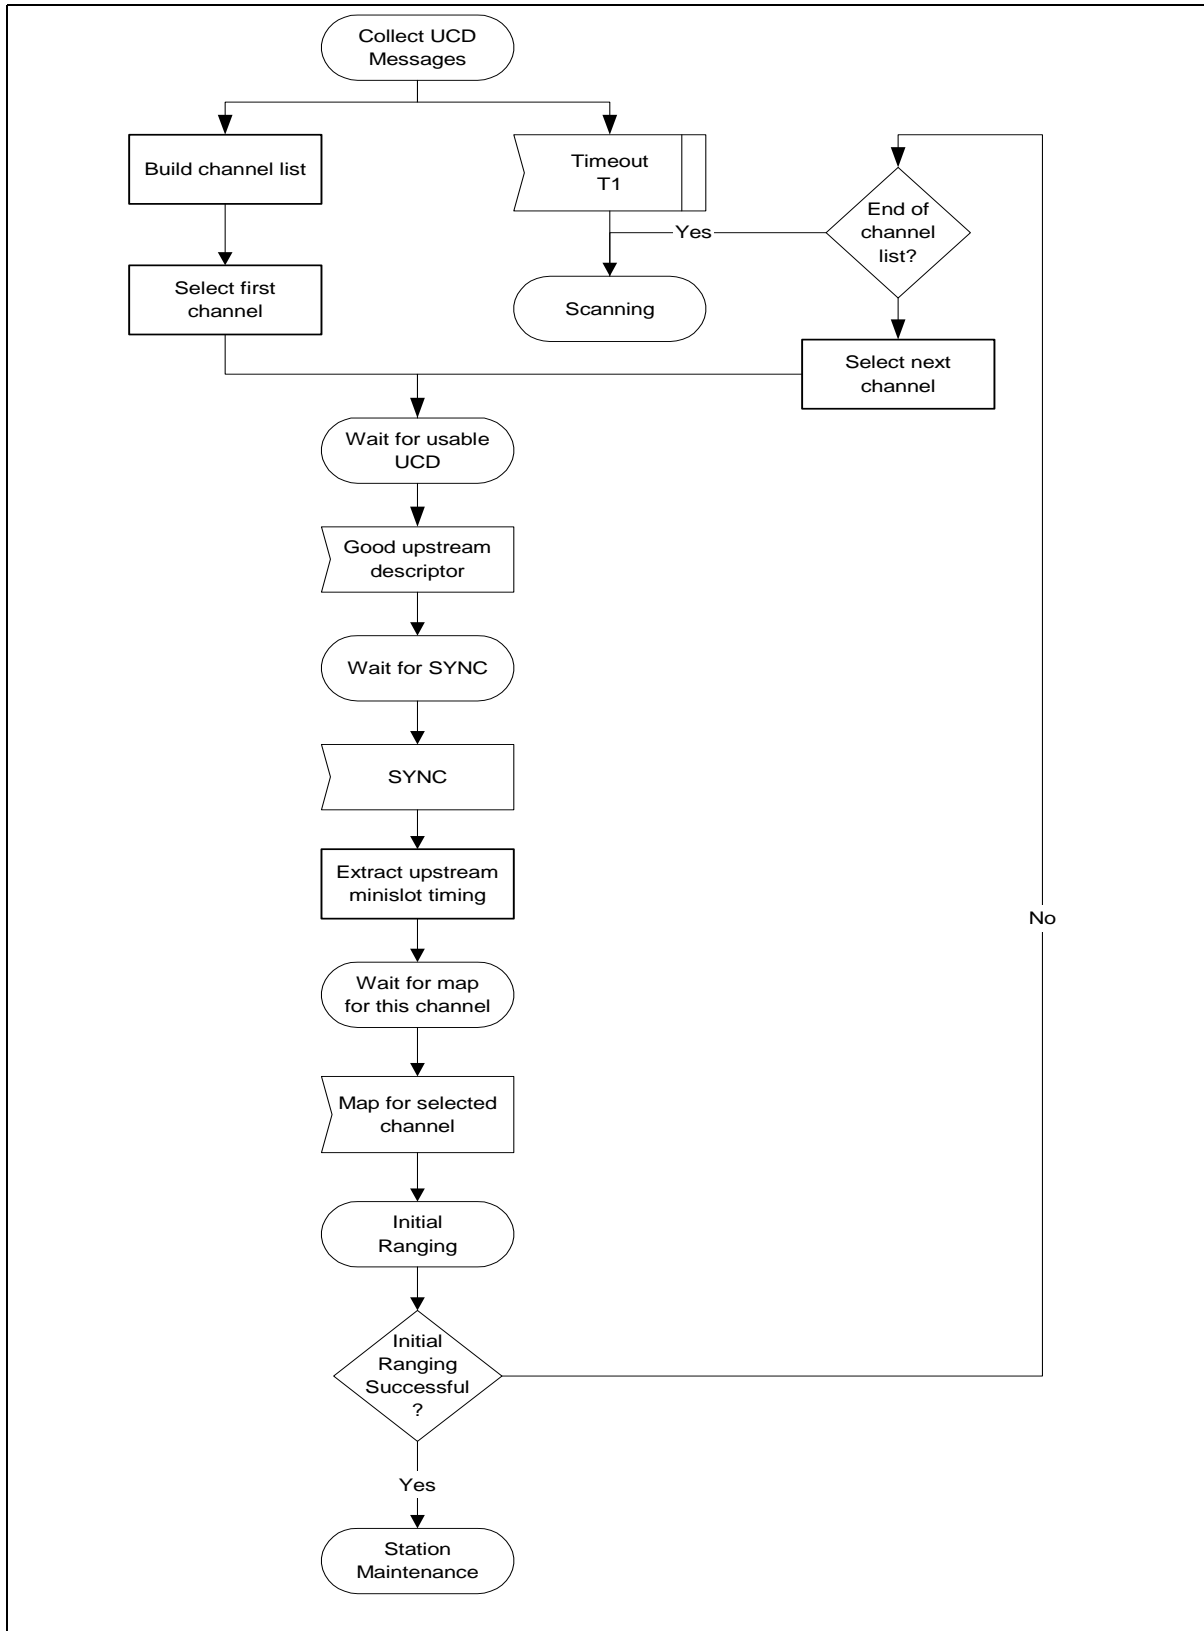 Collect UCD
Messages
Build channel list
Timeout
T1
End of
channel
list?
Yes
Select first
channel
Scanning
Select next
channel
Wait for usable
UCD
Good upstream
descriptor
Wait for SYNC
SYNC
Extract upstream
minislot timing
No
Wait for map
for this channel
Map for selected
channel
Initial
Ranging
Initial
Ranging
Successful
?
Yes
Station
Maintenance